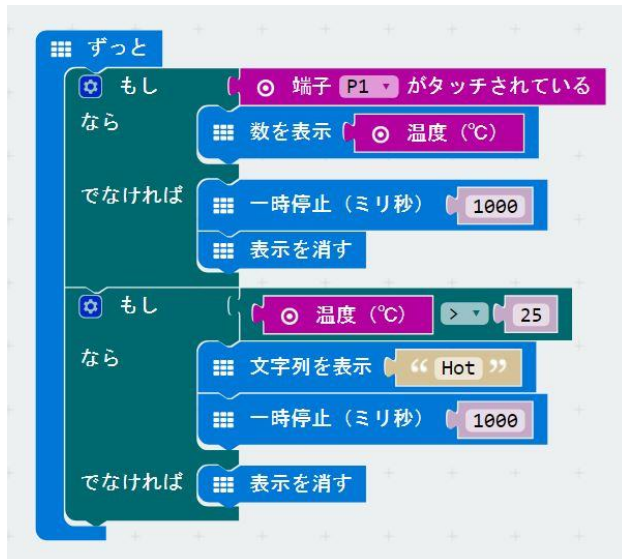 ずっと
もし 端子 P1 がタッチされている
なら 数を表示 温度（℃）
でなければ 一時停止（ミリ秒） 1000
表示を消す
もし 温度（℃） > 25
なら 文字列を表示 “ Hot ”
一時停止（ミリ秒） 1000
でなければ 表示を消す